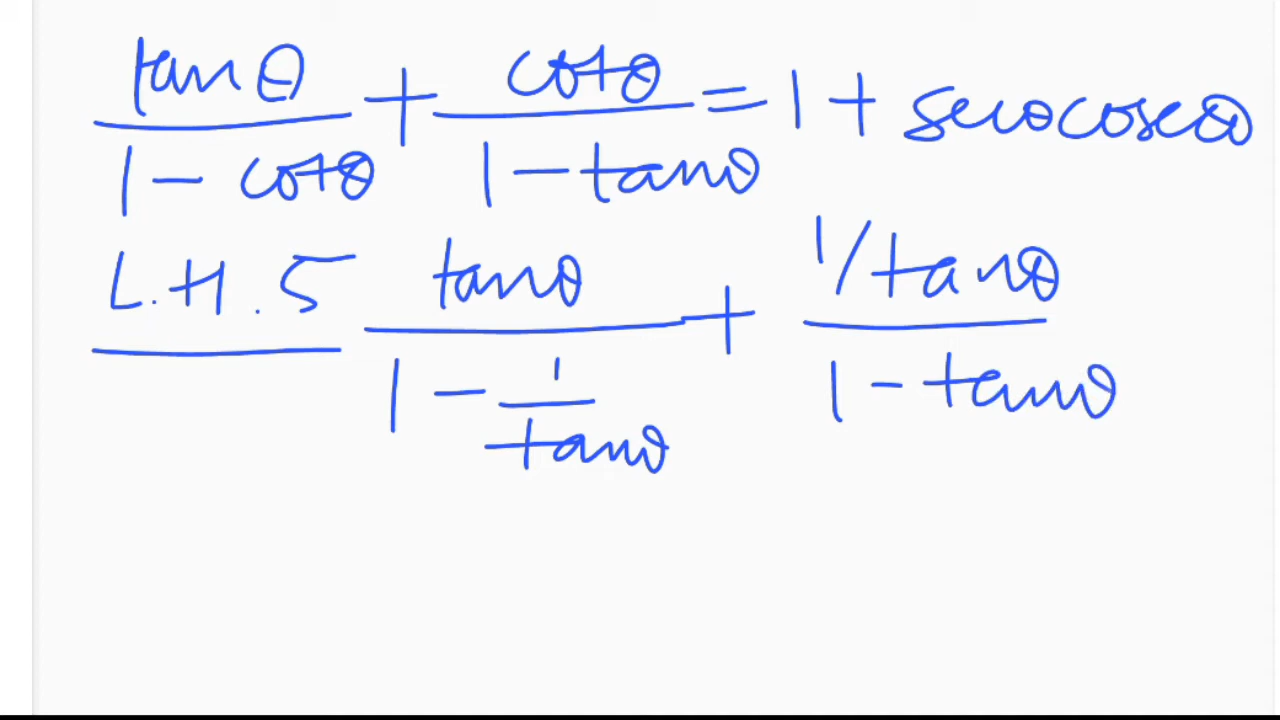 tanθ/(1 - cotθ) + cotθ/(1 - tanθ) = 1 + secθcosecθ
L.H.S tanθ/(1 - 1/tanθ) + (1/tanθ)/(1 - tanθ)